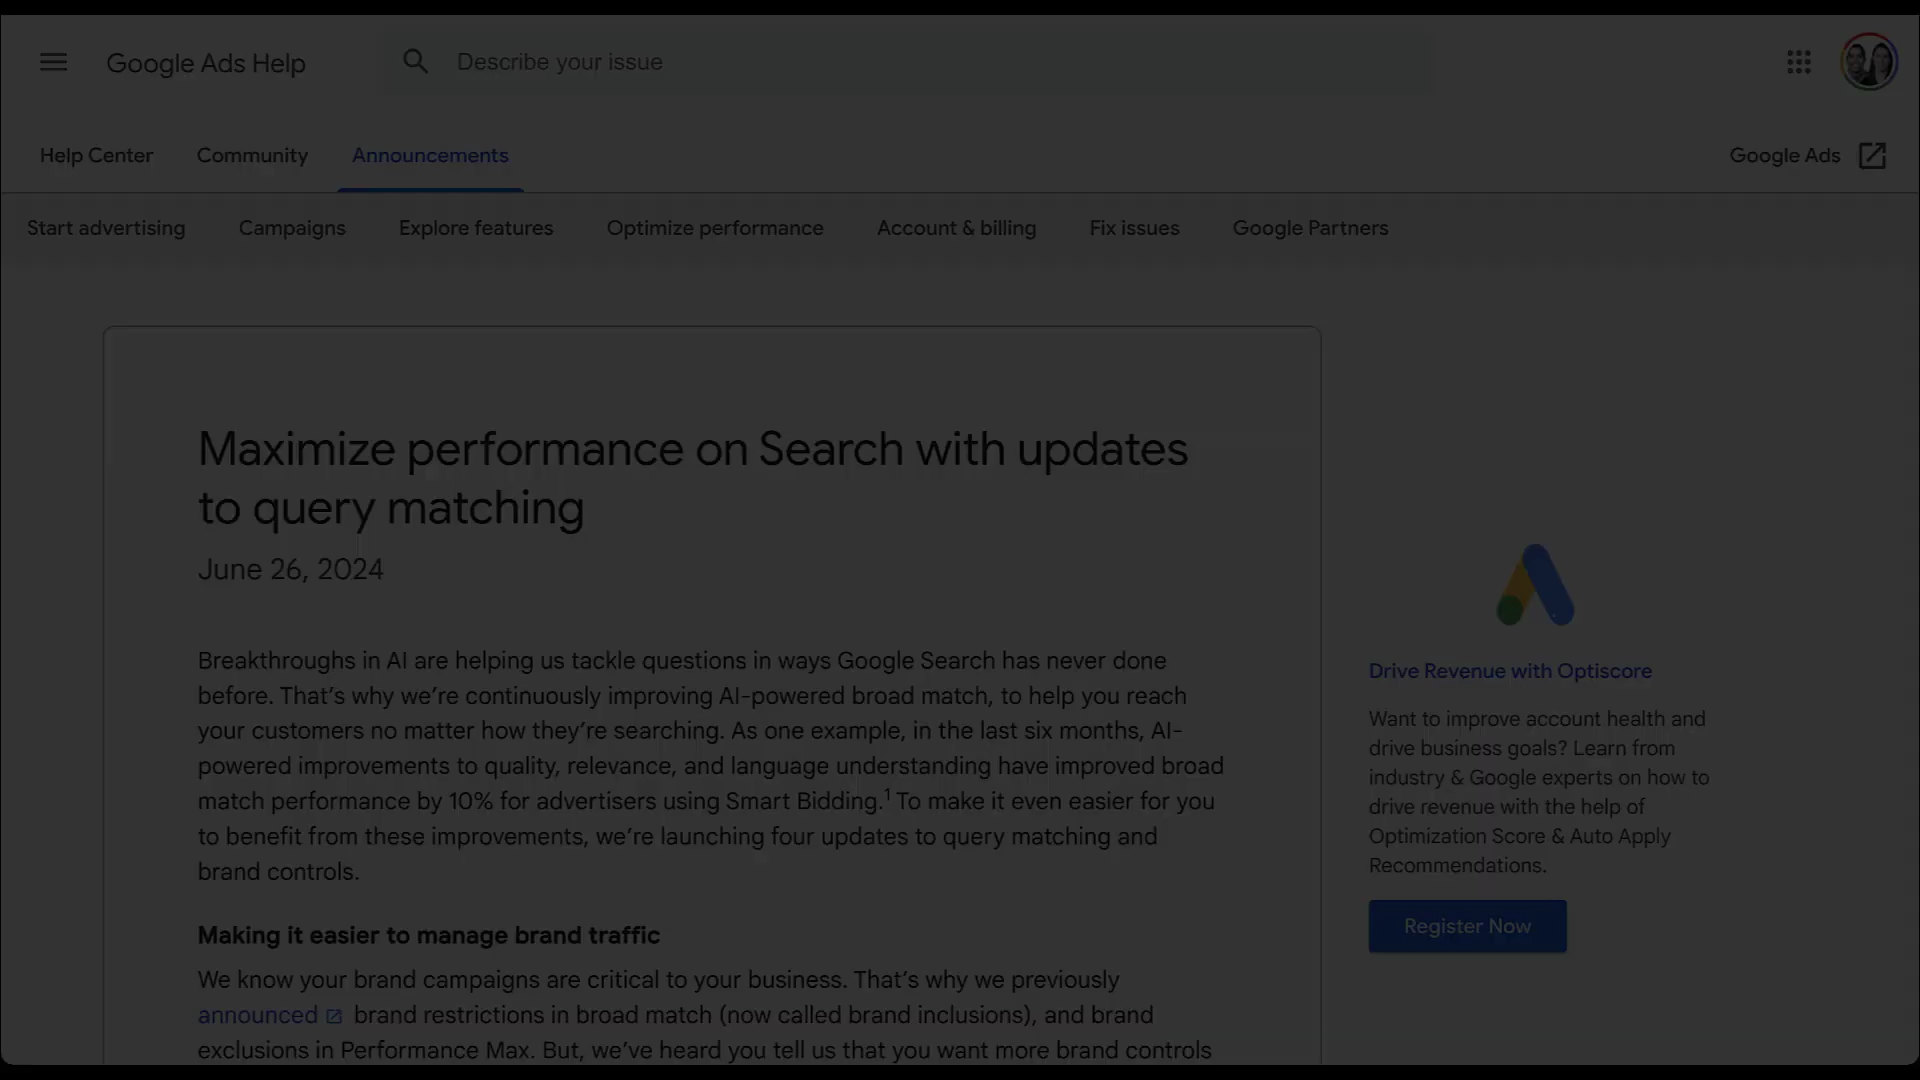 Google Ads Help
Describe your issue
Help Center
Community
Announcements
Google Ads
Start advertising
Campaigns
Explore features
Optimize performance
Account & billing
Fix issues
Google Partners
Maximize performance on Search with updates
to query matching
June 26, 2024
Breakthroughs in AI are helping us tackle questions in ways Google Search has never done
before. That’s why we’re continuously improving AI-powered broad match, to help you reach
your customers no matter how they’re searching. As one example, in the last six months, AI-
powered improvements to quality, relevance, and language understanding have improved broad
match performance by 10% for advertisers using Smart Bidding.¹ To make it even easier for you
to benefit from these improvements, we’re launching four updates to query matching and
brand controls.
Making it easier to manage brand traffic
We know your brand campaigns are critical to your business. That’s why we previously
announced brand restrictions in broad match (now called brand inclusions), and brand
exclusions in Performance Max. But, we’ve heard you tell us that you want more brand controls
Drive Revenue with Optiscore
Want to improve account health and
drive business goals? Learn from
industry & Google experts on how to
drive revenue with the help of
Optimization Score & Auto Apply
Recommendations.
Register Now